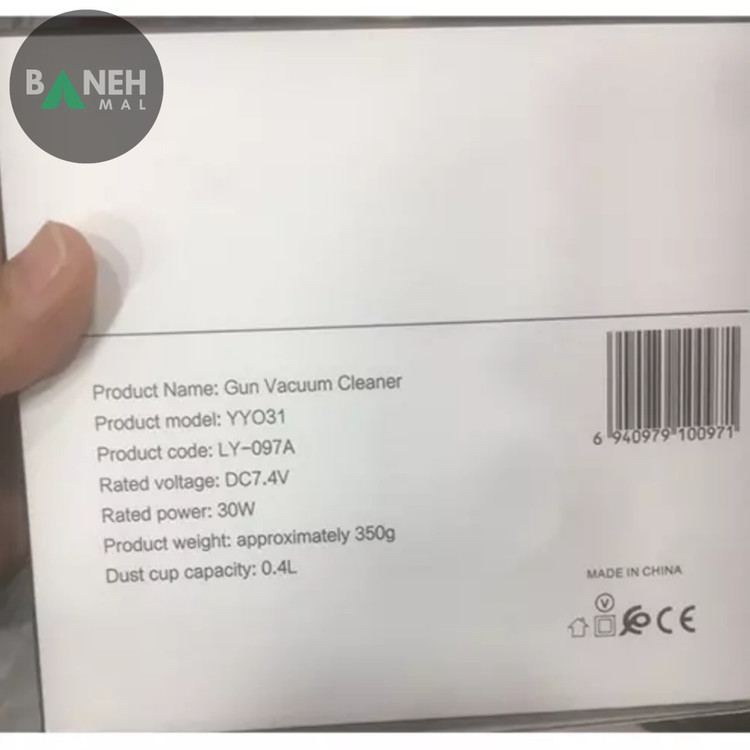 BANEH
MAL
Product Name: Gun Vacuum Cleaner
Product model: YYO31
Product code: LY-097A
Rated voltage: DC7.4V
Rated power: 30W
Product weight: approximately 350g
Dust cup capacity: 0.4L
6 940979 100971
MADE IN CHINA
V
CE